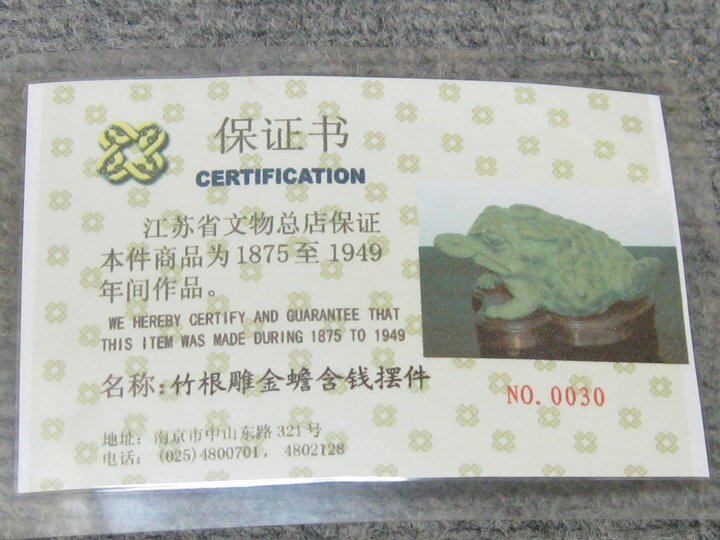 保证书
CERTIFICATION
江苏省文物总店保证
本件商品为1875至1949
年间作品。
WE HEREBY CERTIFY AND GUARANTEE THAT
THIS ITEM WAS MADE DURING 1875 TO 1949
名称:竹根雕金蟾含钱摆件
NO. 0030
地址: 南京市中山东路321号
电话: (025)4800701, 4802128